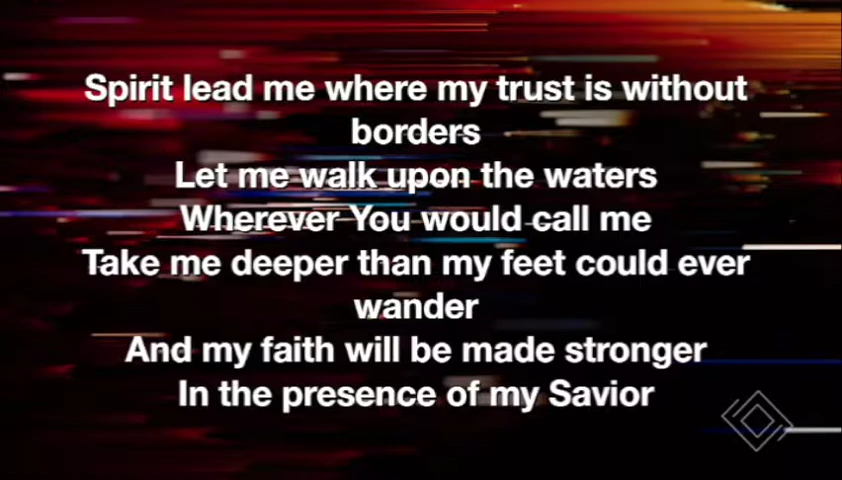 Spirit lead me where my trust is without
borders
Let me walk upon the waters
Wherever You would call me
Take me deeper than my feet could ever
wander
And my faith will be made stronger
In the presence of my Savior